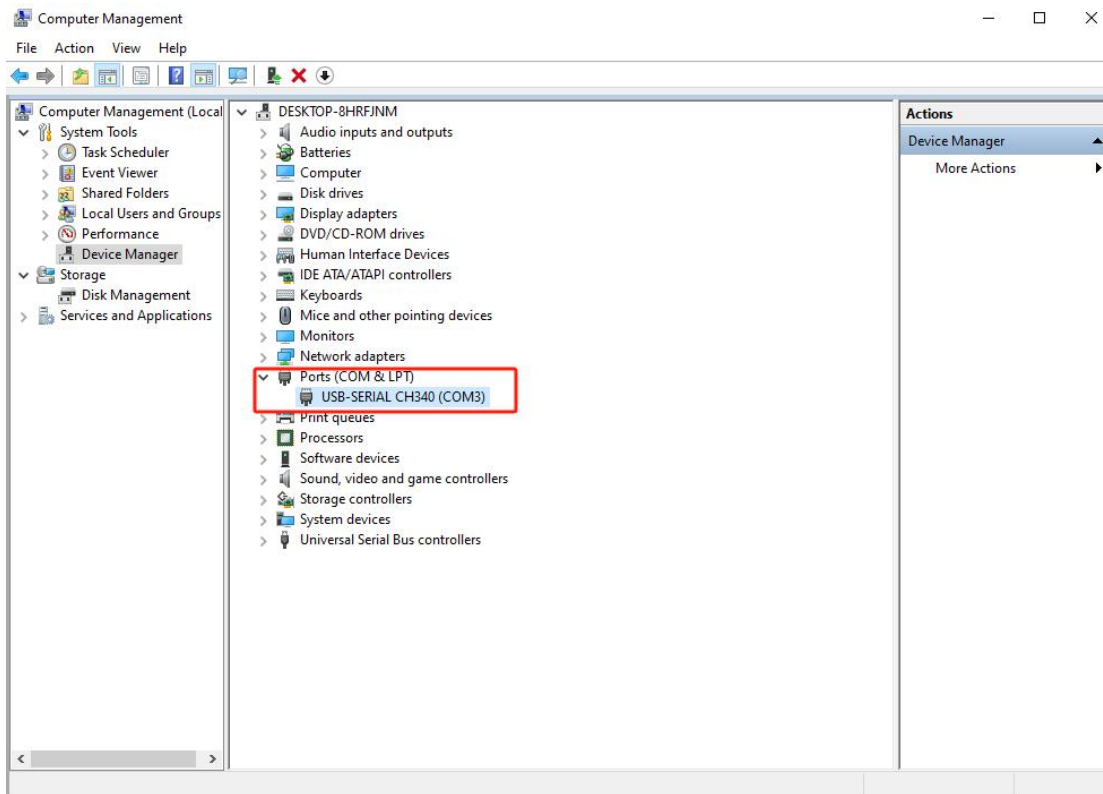 Computer Management
File Action View Help
Computer Management (Local
System Tools
Task Scheduler
Event Viewer
Shared Folders
Local Users and Groups
Performance
Device Manager
Storage
Disk Management
Services and Applications
DESKTOP-8HRFJNM
Audio inputs and outputs
Batteries
Computer
Disk drives
Display adapters
DVD/CD-ROM drives
Human Interface Devices
IDE ATA/ATAPI controllers
Keyboards
Mice and other pointing devices
Monitors
Network adapters
Ports (COM & LPT)
USB-SERIAL CH340 (COM3)
Print queues
Processors
Software devices
Sound, video and game controllers
Storage controllers
System devices
Universal Serial Bus controllers
Actions
Device Manager
More Actions